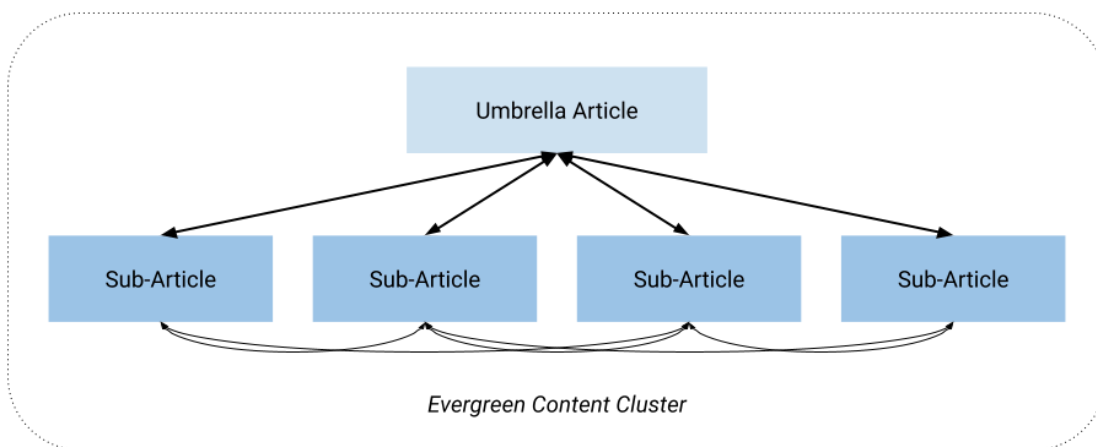 Umbrella Article
Sub-Article
Sub-Article
Sub-Article
Sub-Article
Evergreen Content Cluster